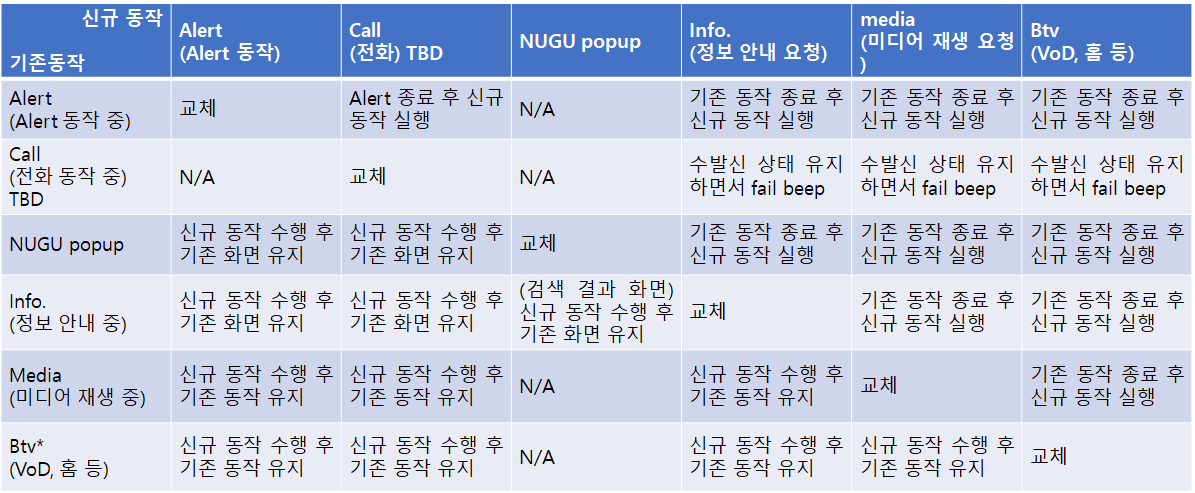 신규 동작
기존동작
Alert
(Alert 동작)
Call
(전화) TBD
NUGU popup
Info.
(정보 안내 요청)
media
(미디어 재생 요청
)
Btv
(VoD, 홈 등)
Alert
(Alert 동작 중)
교체
Alert 종료 후 신규
동작 실행
N/A
기존 동작 종료 후
신규 동작 실행
기존 동작 종료 후
신규 동작 실행
기존 동작 종료 후
신규 동작 실행
Call
(전화 동작 중)
TBD
N/A
교체
N/A
수발신 상태 유지
하면서 fail beep
수발신 상태 유지
하면서 fail beep
수발신 상태 유지
하면서 fail beep
NUGU popup
신규 동작 수행 후
기존 화면 유지
신규 동작 수행 후
기존 화면 유지
교체
기존 동작 종료 후
신규 동작 실행
기존 동작 종료 후
신규 동작 실행
기존 동작 종료 후
신규 동작 실행
Info.
(정보 안내 중)
신규 동작 수행 후
기존 화면 유지
신규 동작 수행 후
기존 화면 유지
(검색 결과 화면)
신규 동작 수행 후
기존 화면 유지
교체
기존 동작 종료 후
신규 동작 실행
기존 동작 종료 후
신규 동작 실행
Media
(미디어 재생 중)
신규 동작 수행 후
기존 동작 유지
신규 동작 수행 후
기존 동작 유지
N/A
신규 동작 수행 후
기존 동작 유지
교체
기존 동작 종료 후
신규 동작 실행
Btv*
(VoD, 홈 등)
신규 동작 수행 후
기존 동작 유지
신규 동작 수행 후
기존 동작 유지
N/A
신규 동작 수행 후
기존 동작 유지
신규 동작 수행 후
기존 동작 유지
교체